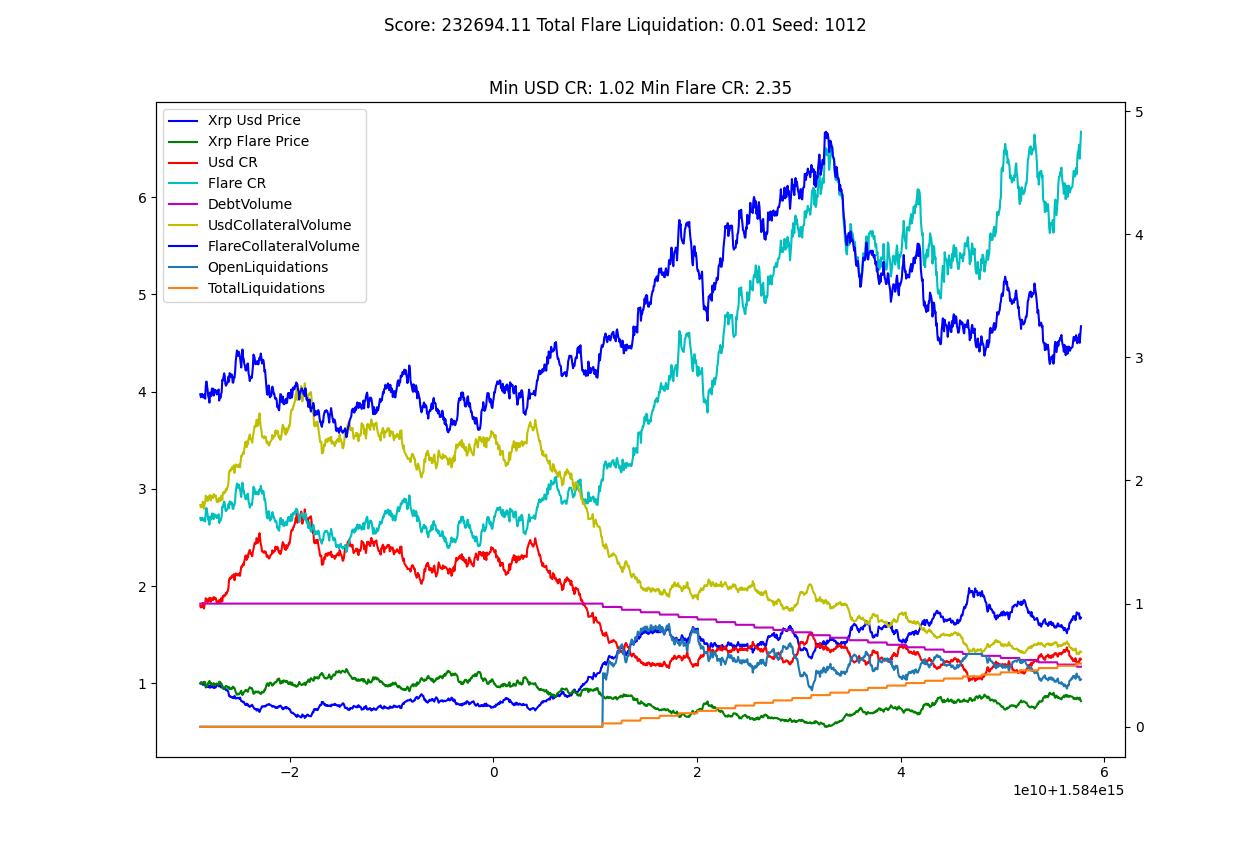 Score: 232694.11 Total Flare Liquidation: 0.01 Seed: 1012
Min USD CR: 1.02 Min Flare CR: 2.35
Xrp Usd Price
Xrp Flare Price
Usd CR
Flare CR
DebtVolume
UsdCollateralVolume
FlareCollateralVolume
OpenLiquidations
TotalLiquidations
6
5
4
3
2
1
5
4
3
2
1
0
−2
0
2
4
6
1e10+1.584e15